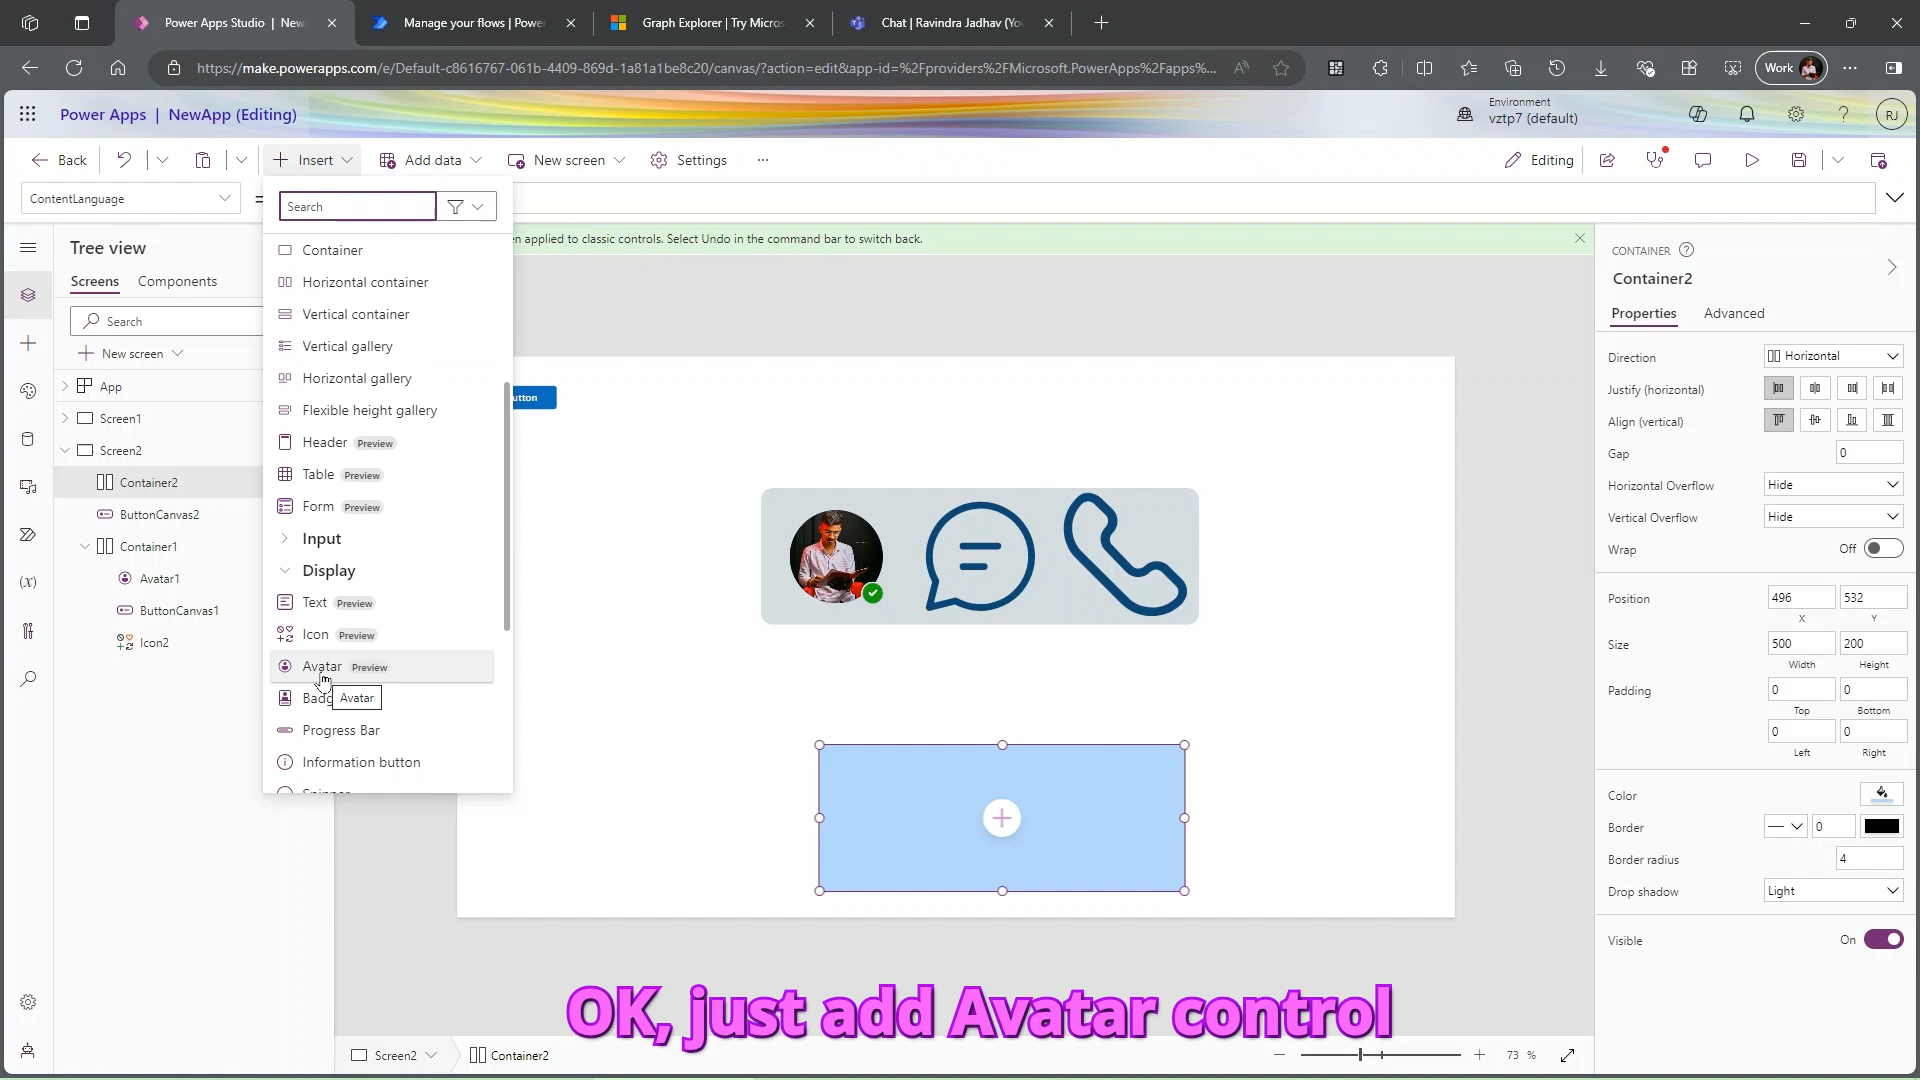 Power Apps Studio | New
Manage your flows | Power
Graph Explorer | Try Micros
Chat | Ravindra Jadhav (Yo
https://make.powerapps.com/e/Default-c8616767-061b-4409-869d-1a81a1be8c20/canvas/?action=edit&app-id=%2Fproviders%2FMicrosoft.PowerApps%2Fapps%...
Work
Power Apps | NewApp (Editing)
Environment
vztp7 (default)
RJ
Back
Insert
Add data
New screen
Settings
Editing
ContentLanguage
=
Search
en applied to classic controls. Select Undo in the command bar to switch back.
Tree view
Screens
Components
Search
New screen
App
Screen1
Screen2
Container2
ButtonCanvas2
Container1
Avatar1
ButtonCanvas1
Icon2
Container
Horizontal container
Vertical container
Vertical gallery
Horizontal gallery
Flexible height gallery
Header Preview
Table Preview
Form Preview
Input
Display
Text Preview
Icon Preview
Avatar Preview
Badg
Avatar
Progress Bar
Information button
Spinner
utton
CONTAINER
Container2
Properties
Advanced
Direction
Horizontal
Justify (horizontal)
Align (vertical)
Gap
0
Horizontal Overflow
Hide
Vertical Overflow
Hide
Wrap
Off
Position
496
532
X
Y
Size
500
200
Width
Height
Padding
0
0
Top
Bottom
0
0
Left
Right
Color
Border
0
Border radius
4
Drop shadow
Light
Visible
On
OK, just add Avatar control
Screen2
Container2
73 %